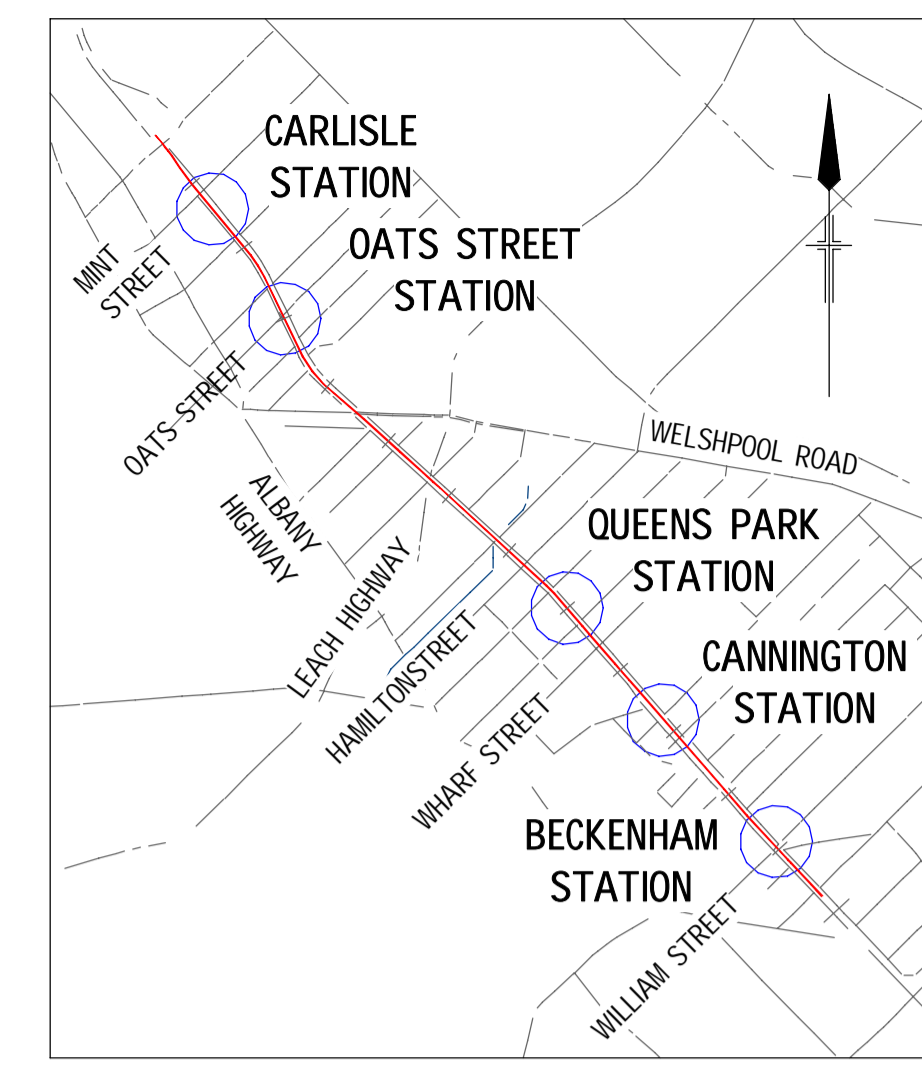 CARLISLE
STATION
OATS STREET
STATION
MINT
STREET
OATS STREET
WELSHPOOL ROAD
ALBANY
HIGHWAY
QUEENS PARK
STATION
LEACH HIGHWAY
HAMILTONSTREET
CANNINGTON
STATION
WHARF STREET
BECKENHAM
STATION
WILLIAM STREET